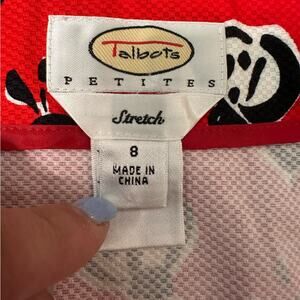 Talbots
PETITES
Stretch
8
MADE IN
CHINA